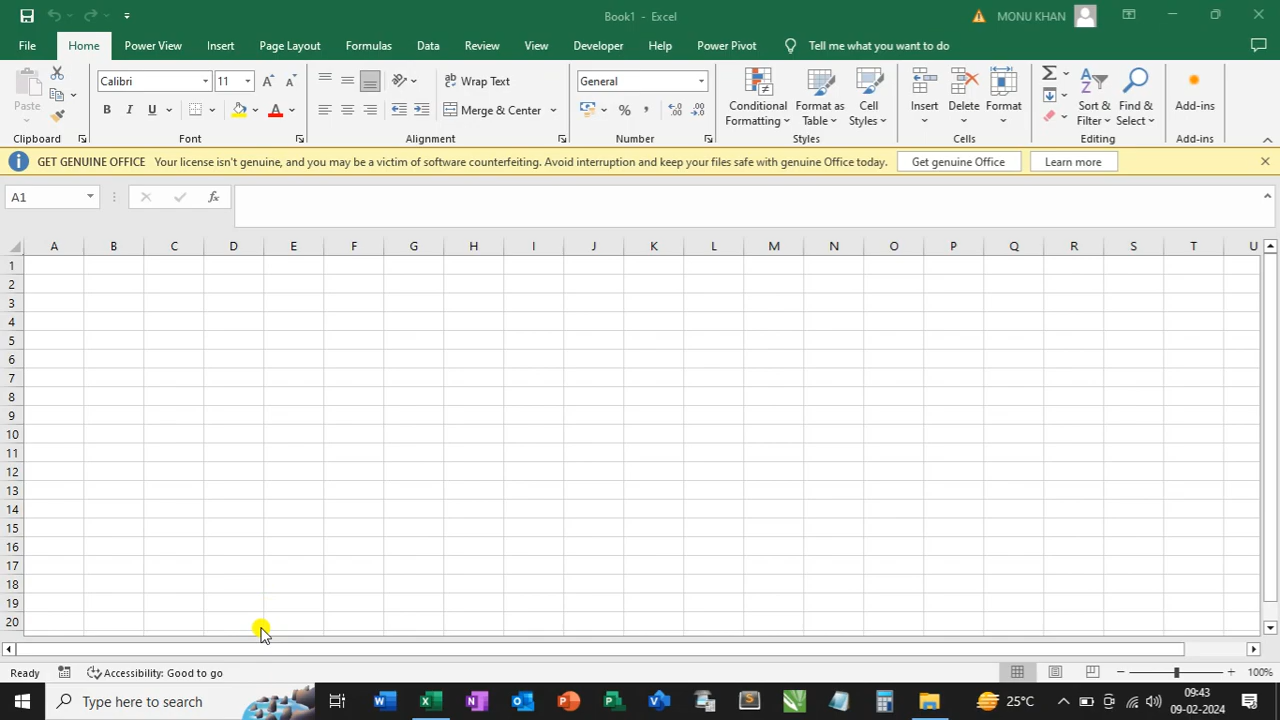 Book1 - Excel
MONU KHAN
File Home Power View Insert Page Layout Formulas Data Review View Developer Help Power Pivot Tell me what you want to do
Paste
Calibri 11
Wrap Text
General
Merge & Center
Conditional Formatting
Format as Table
Cell Styles
Insert
Delete
Format
Sort & Filter
Find & Select
Add-ins
Clipboard Font Alignment Number Styles Cells Editing Add-ins
GET GENUINE OFFICE Your license isn't genuine, and you may be a victim of software counterfeiting. Avoid interruption and keep your files safe with genuine Office today. Get genuine Office Learn more
A1 fx
A B C D E F G H I J K L M N O P Q R S T U
1
2
3
4
5
6
7
8
9
10
11
12
13
14
15
16
17
18
19
20
Ready Accessibility: Good to go 100%
Type here to search
25°C
09:43
09-02-2024